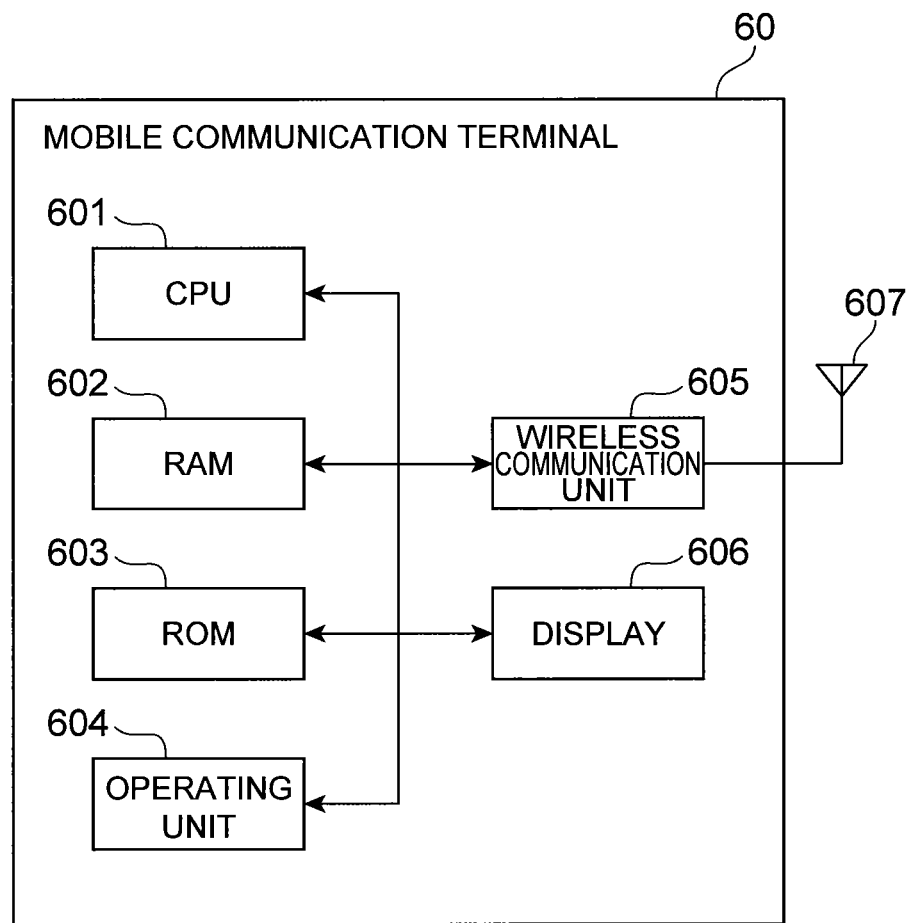 60
MOBILE COMMUNICATION TERMINAL
601
CPU
607
602
RAM
605
WIRELESS
COMMUNICATION
UNIT
603
ROM
606
DISPLAY
604
OPERATING
UNIT